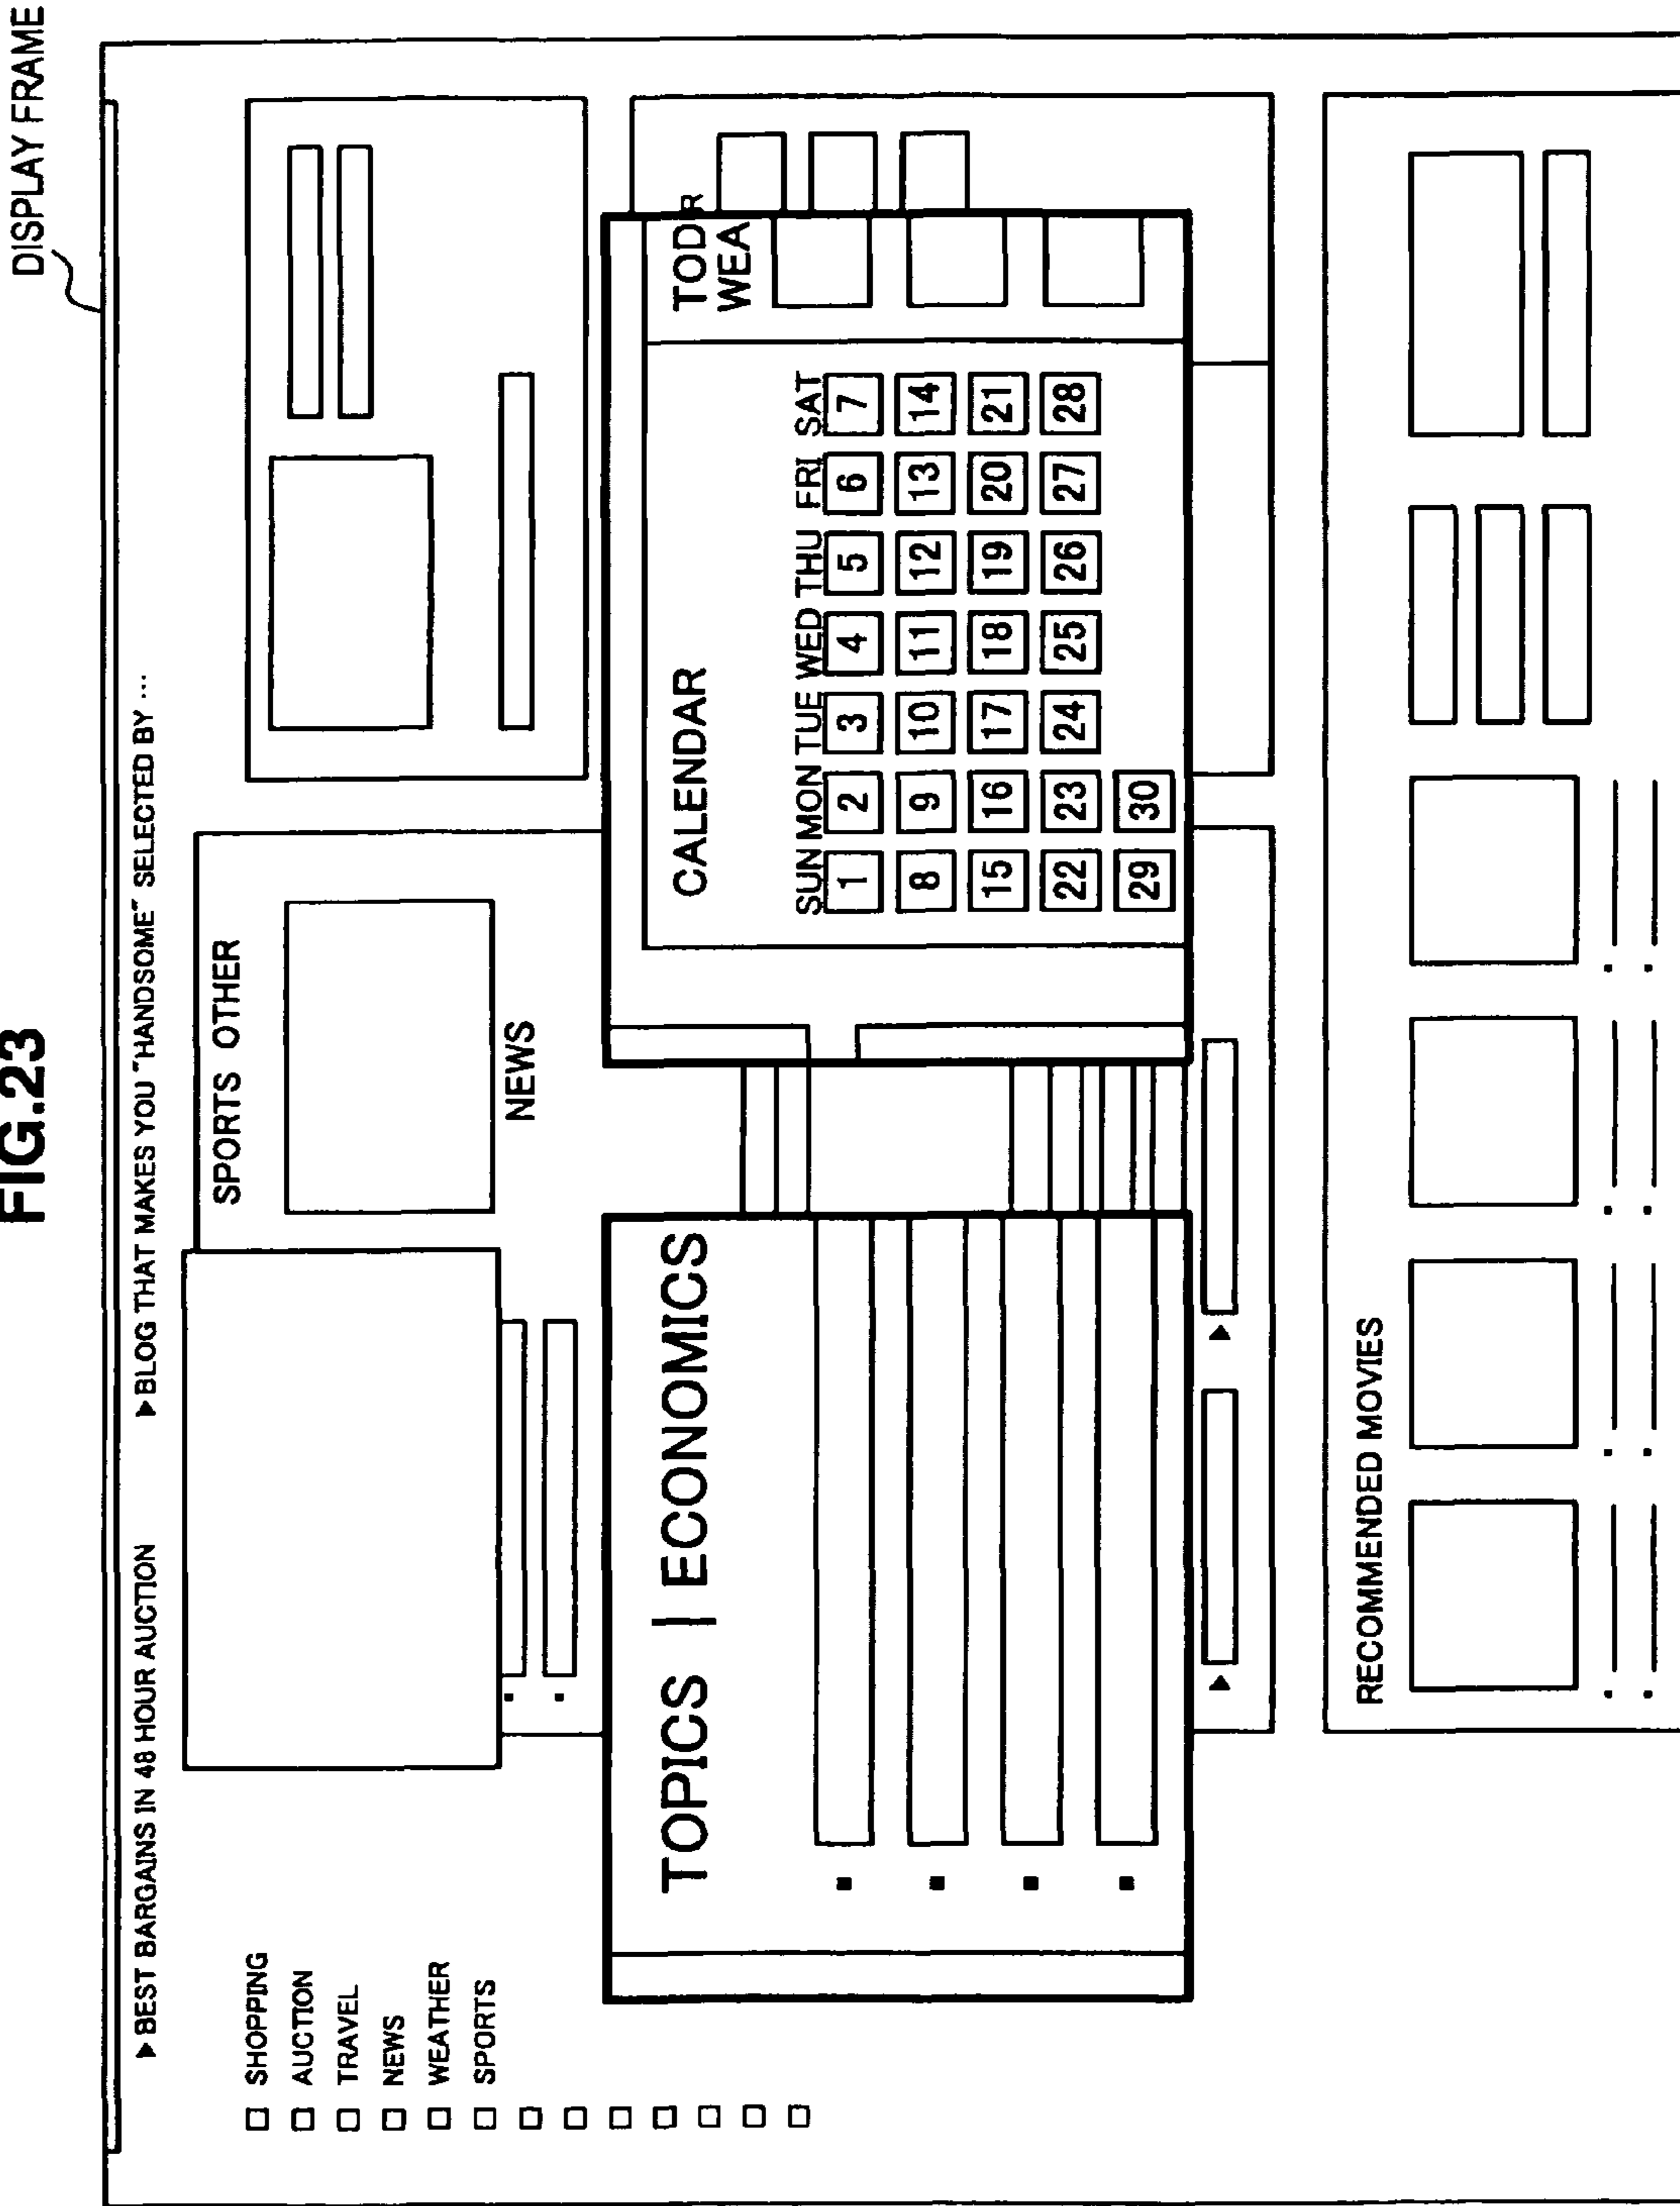 FIG.23
DISPLAY FRAME
▶ BEST BARGAINS IN 48 HOUR AUCTION
▶ BLOG THAT MAKES YOU "HANDSOME" SELECTED BY ...
SHOPPING
AUCTION
TRAVEL
NEWS
WEATHER
SPORTS
SPORTS OTHER
NEWS
TOPICS | ECONOMICS
CALENDAR
SUN MON TUE WED THU FRI SAT
1 2 3 4 5 6 7
8 9 10 11 12 13 14
15 16 17 18 19 20 21
22 23 24 25 26 27 28
29 30
TOD R
WEA
RECOMMENDED MOVIES